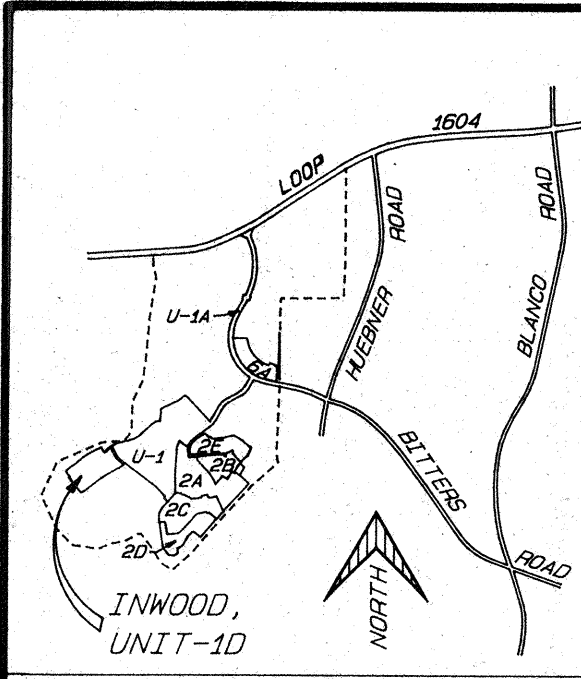 1604
LOOP
ROAD
ROAD
U-1A
HUEBNER
BLANCO
6A
BITTERS
U-1
2E
2B
2A
2C
2D
ROAD
INWOOD,
UNIT-1D
NORTH